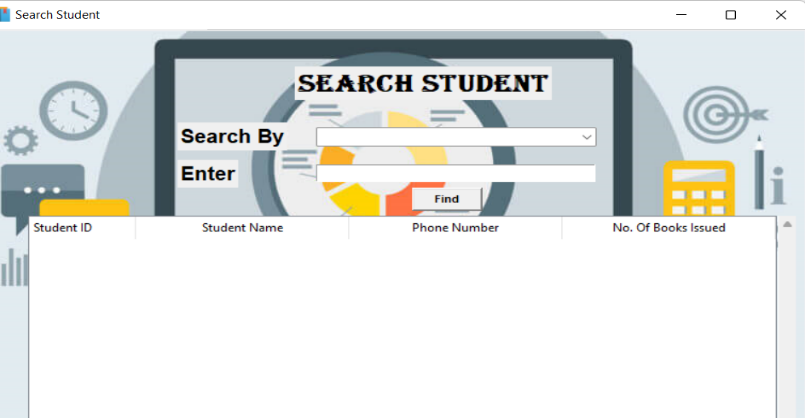 Search Student
SEARCH STUDENT
Search By
Enter
Find
Student ID Student Name Phone Number No. Of Books Issued